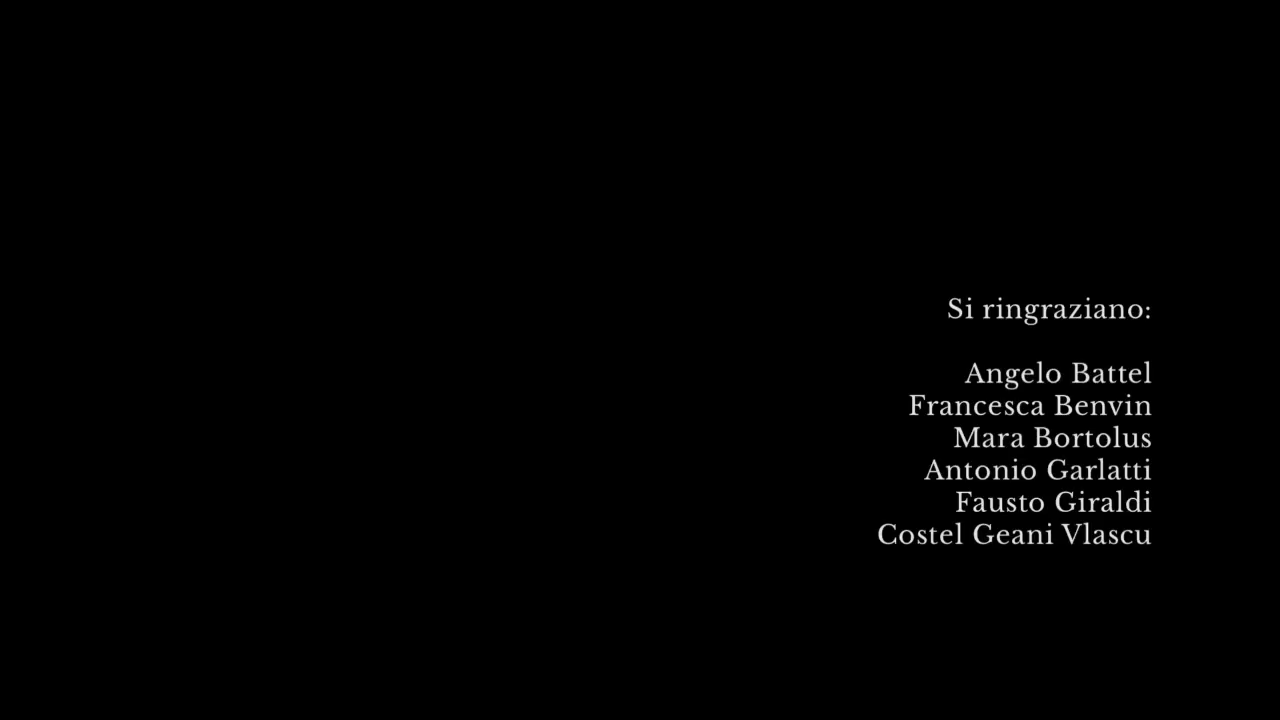 Si ringraziano:
Angelo Battel
Francesca Benvin
Mara Bortolus
Antonio Garlatti
Fausto Giraldi
Costel Geani Vlascu